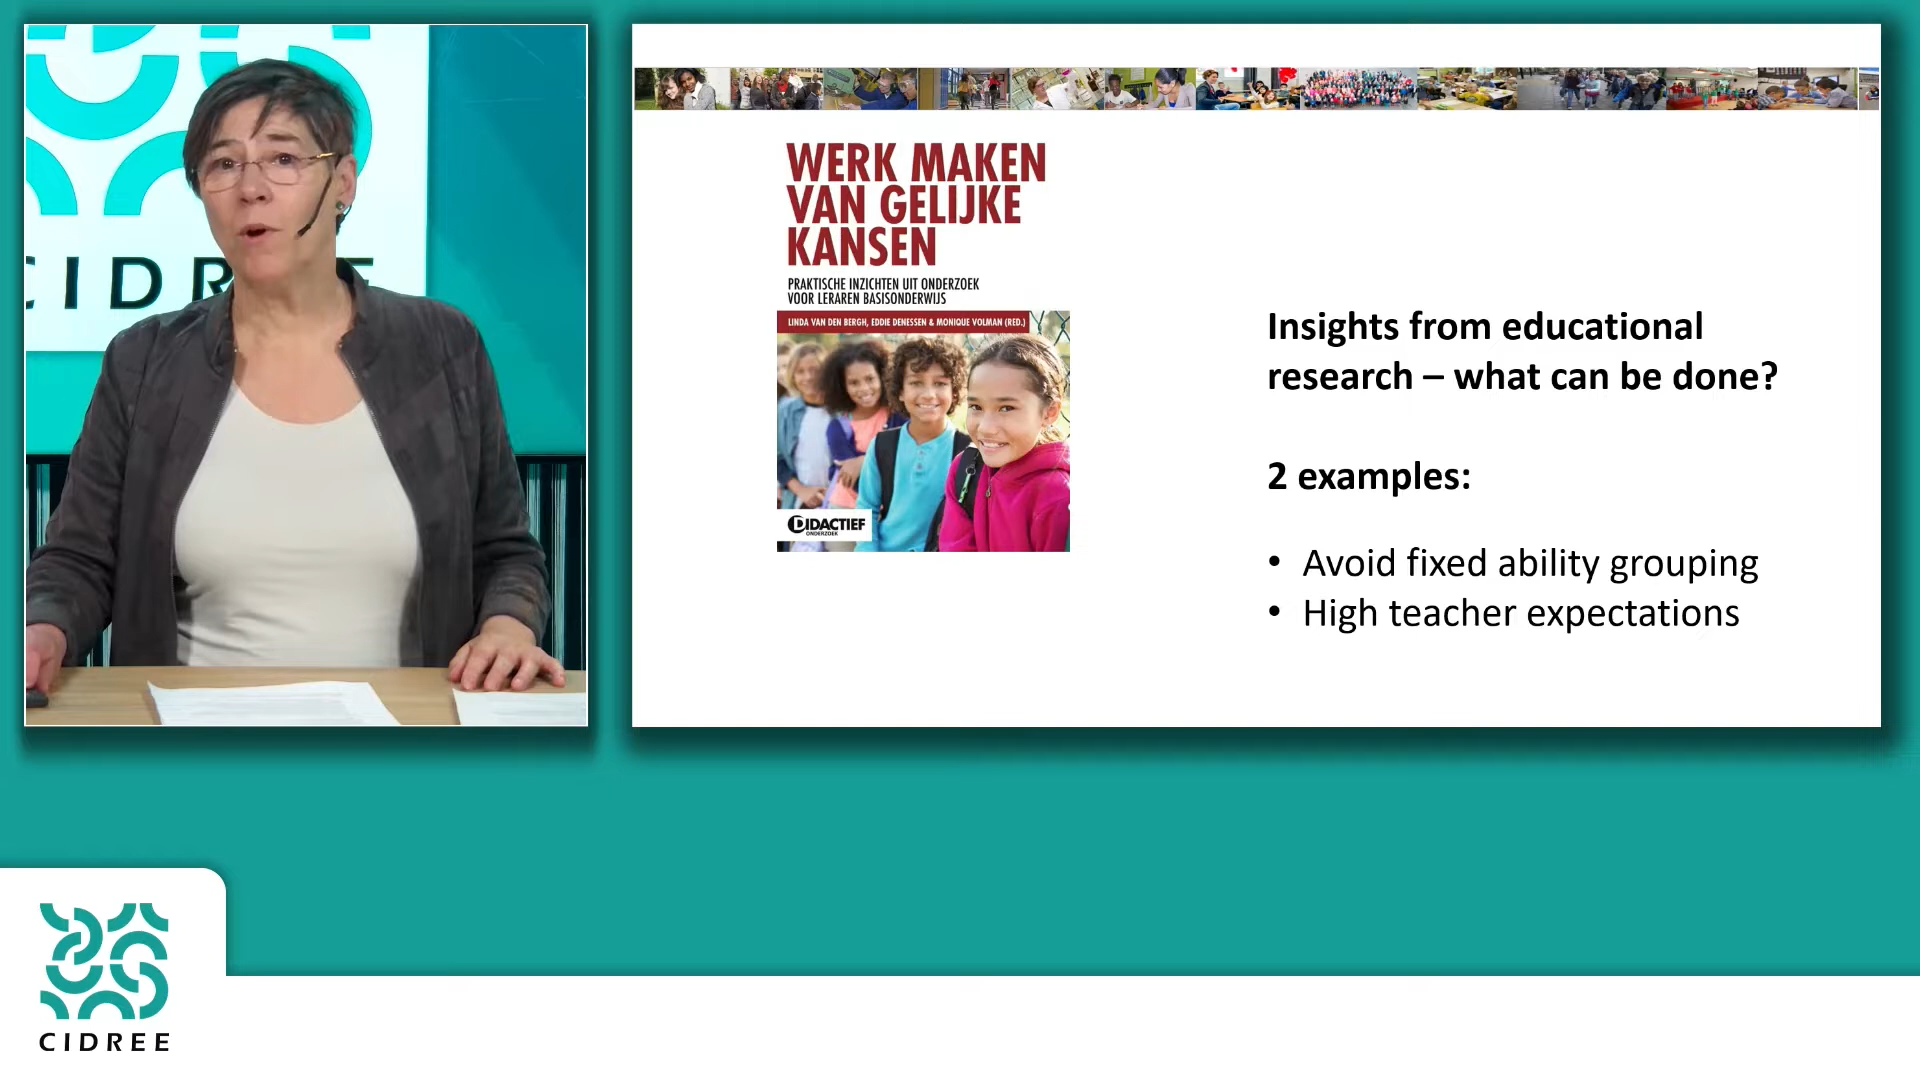 CIDREE
WERK MAKEN
VAN GELIJKE
KANSEN
PRAKTISCHE INZICHTEN UIT ONDERZOEK
VOOR LERAREN BASISONDERWIJS
LINDA VAN DEN BERGH, EDDIE DENESSEN & MONIQUE VOLMAN (RED.)
DIDACTIEF
ONDERZOEK
Insights from educational
research – what can be done?
2 examples:
• Avoid fixed ability grouping
• High teacher expectations
CIDREE